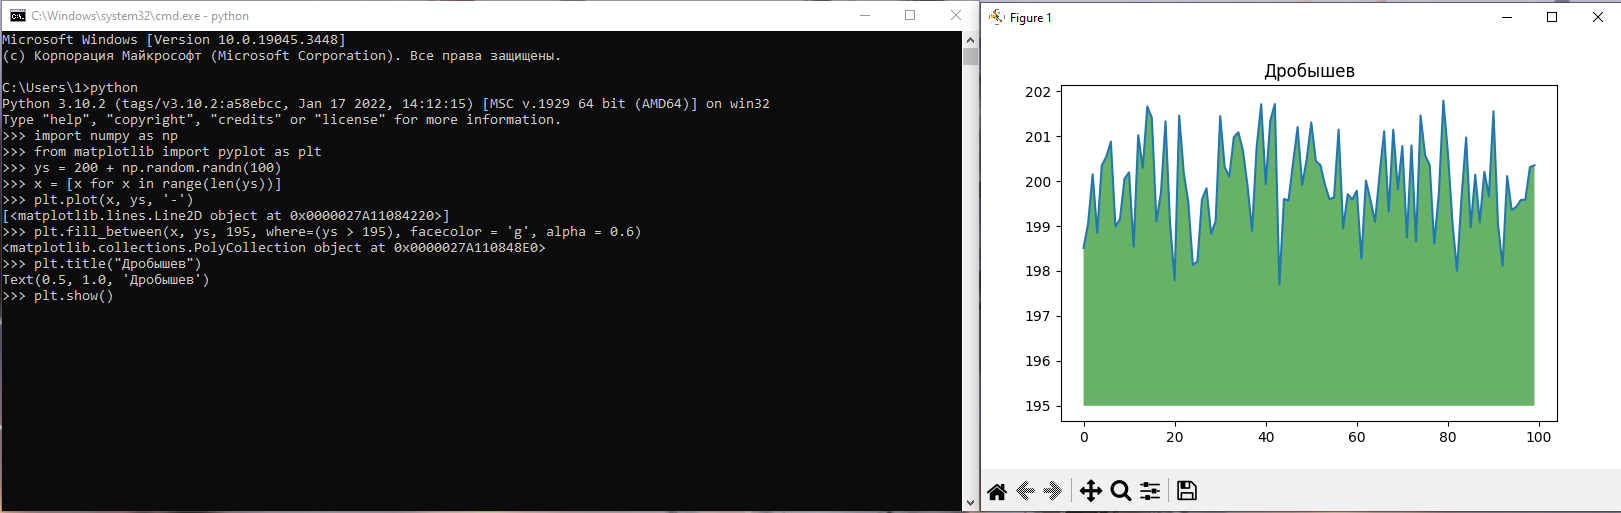 C:\Windows\system32\cmd.exe - python
Microsoft Windows [Version 10.0.19045.3448]
(c) Корпорация Майкрософт (Microsoft Corporation). Все права защищены.
C:\Users\1>python
Python 3.10.2 (tags/v3.10.2:a58ebcc, Jan 17 2022, 14:12:15) [MSC v.1929 64 bit (AMD64)] on win32
Type "help", "copyright", "credits" or "license" for more information.
>>> import numpy as np
>>> from matplotlib import pyplot as plt
>>> ys = 200 + np.random.randn(100)
>>> x = [x for x in range(len(ys))]
>>> plt.plot(x, ys, '-')
[<matplotlib.lines.Line2D object at 0x0000027A11084220>]
>>> plt.fill_between(x, ys, 195, where=(ys > 195), facecolor = 'g', alpha = 0.6)
<matplotlib.collections.PolyCollection object at 0x0000027A110848E0>
>>> plt.title("Дробышев")
Text(0.5, 1.0, 'Дробышев')
>>> plt.show()
Figure 1
Дробышев
202
201
200
199
198
197
196
195
0 20 40 60 80 100